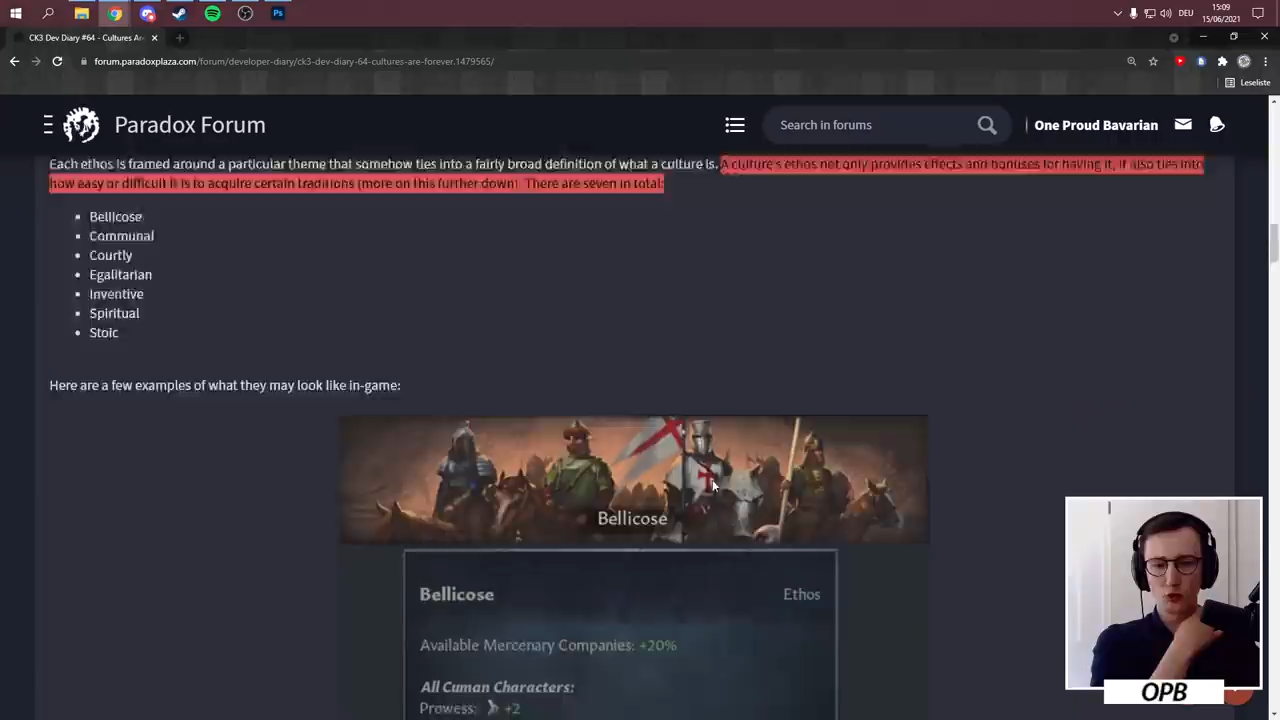 15:09
DEU
15/06/2021
CK3 Dev Diary #64 - Cultures Ar
forum.paradoxplaza.com/forum/developer-diary/ck3-dev-diary-64-cultures-are-forever.1479565/
Leseliste
Paradox Forum
Search in forums
One Proud Bavarian
Each ethos is framed around a particular theme that somehow ties into a fairly broad definition of what a culture is. A culture's ethos not only provides effects and bonuses for having it, it also ties into
how easy or difficult it is to acquire certain traditions (more on this further down). There are seven in total:
• Bellicose
• Communal
• Courtly
• Egalitarian
• Inventive
• Spiritual
• Stoic
Here are a few examples of what they may look like in-game:
Bellicose
Bellicose Ethos
Available Mercenary Companies: +20%
All Cuman Characters:
Prowess: +2
OPB